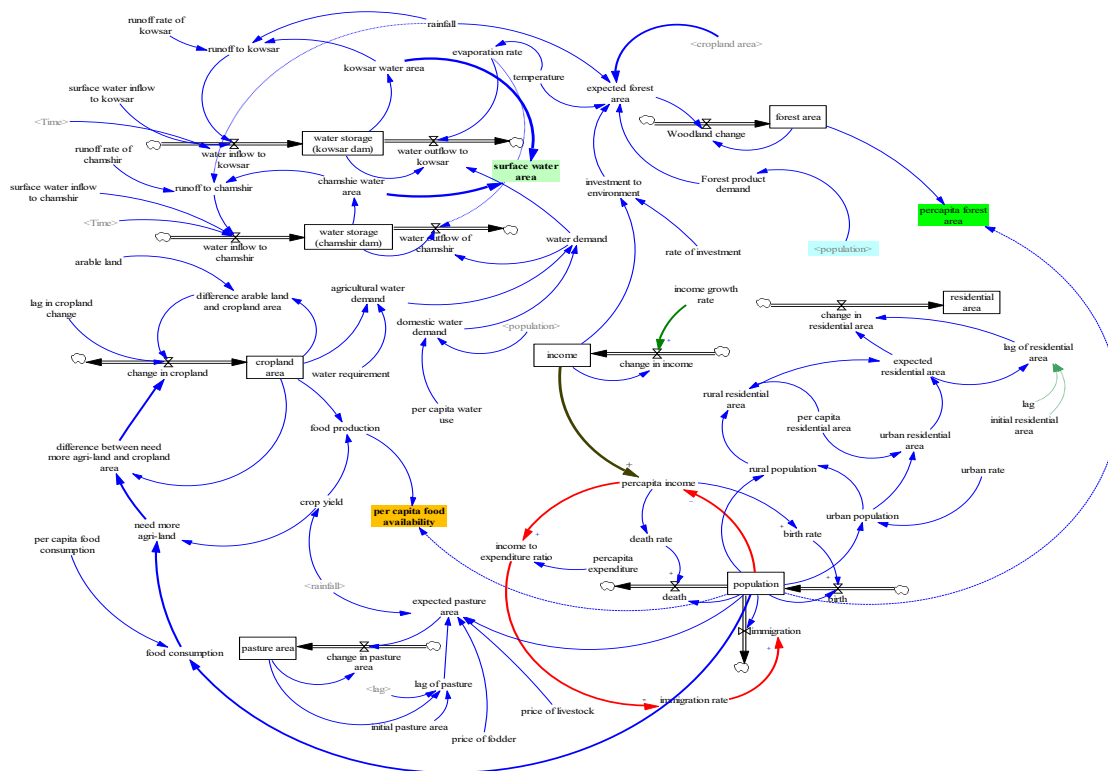 runoff rate of
kowsar
rainfall
<cropland area>
runoff to kowsar
evaporation rate
kowsar water area
temperature
surface water inflow
to kowsar
expected forest
area
<Time>
water storage
(kowsar dam)
forest area
Woodland change
water inflow to
kowsar
water outflow to
kowsar
runoff rate of
chamshir
surface water
area
runoff to chamshir
chamshie water
area
investment to
environment
Forest product
demand
surface water inflow
to chamshir
percapita forest
area
<Time>
water storage
(chamshir dam)
water inflow to
chamshir
water outflow of
chamshir
water demand
<population>
rate of investment
arable land
difference arable land
and cropland area
agricultural water
demand
income growth
rate
lag in cropland
change
residential
area
change in
residential area
domestic water
demand
<population>
lag of residential
area
cropland
area
change in cropland
water requirement
income
change in income
expected
residential area
rural residential
area
per capita
residential area
lag
initial residential
area
per capita water
use
food production
urban residential
area
difference between need
more agri-land and cropland
area
rural population
urban rate
+
percapita income
-
crop yield
per capita food
availability
need more
agri-land
urban population
per capita food
consumption
+
income to
expenditure ratio
death rate
+
birth rate
percapita
expenditure
+
+
+
population
death
birth
<rainfall>
expected pasture
area
immigration
-
+
pasture area
change in pasture
area
food consumption
lag of pasture
<lag>
-
immigration rate
initial pasture area
price of livestock
price of fodder